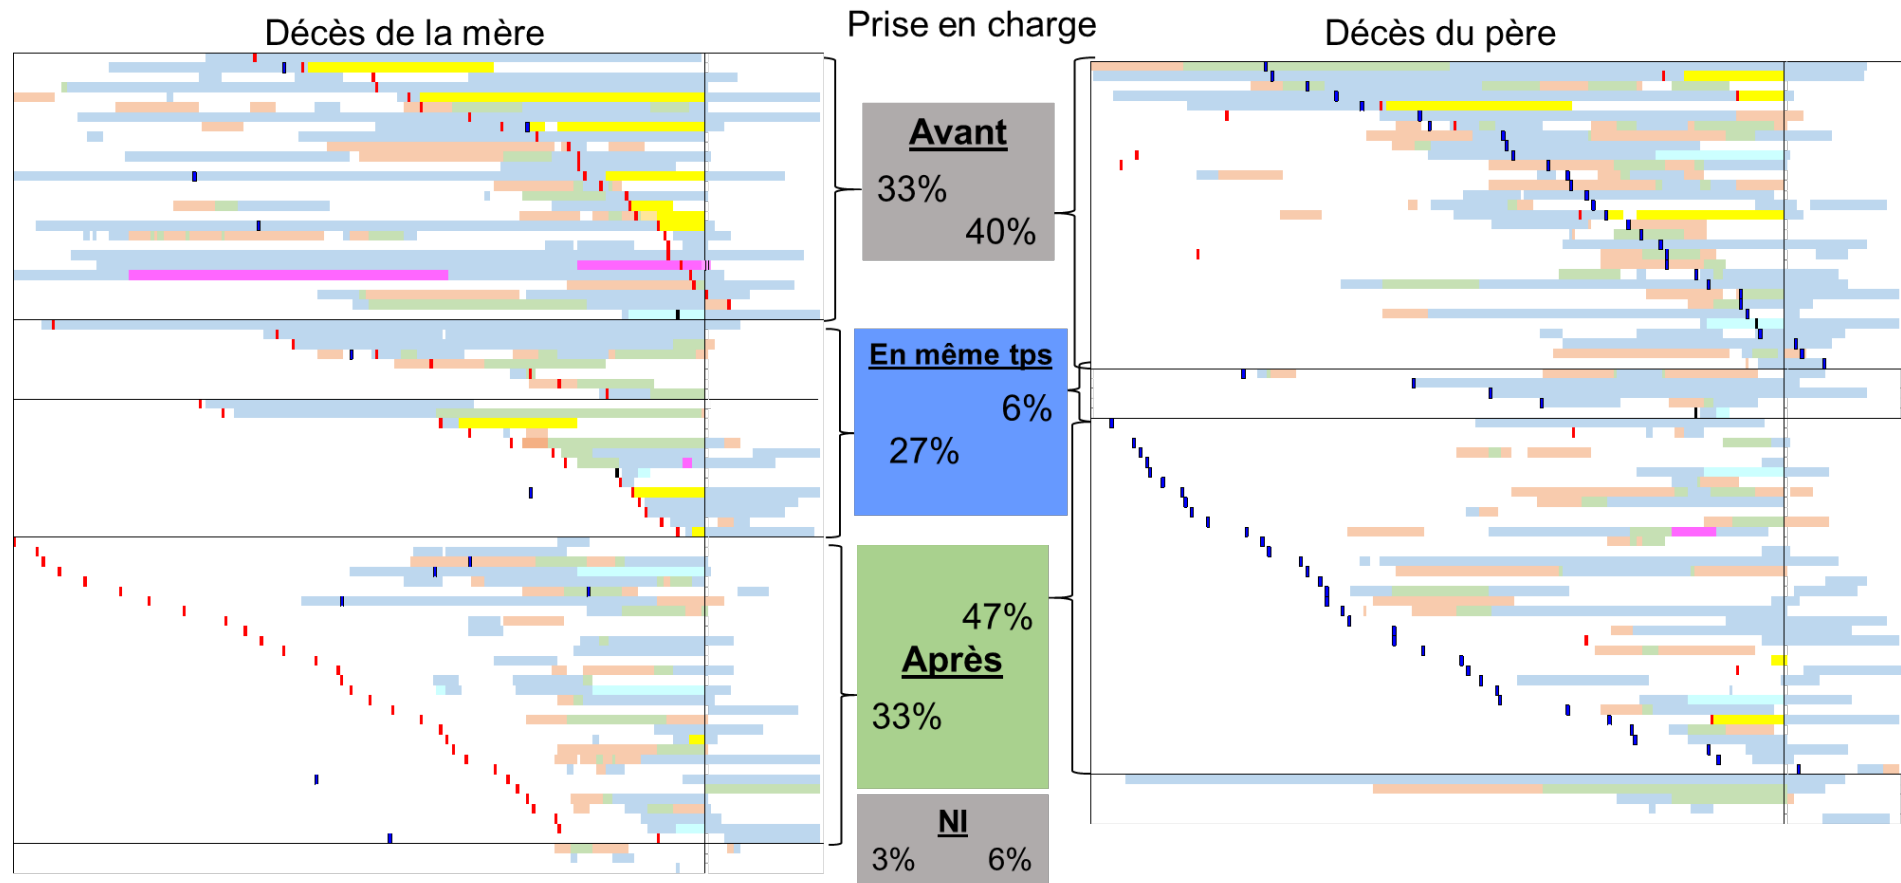 Décès de la mère
Prise en charge
Décès du père
Avant
33%
40%
En même tps
6%
27%
47%
Après
33%
NI
3% 6%